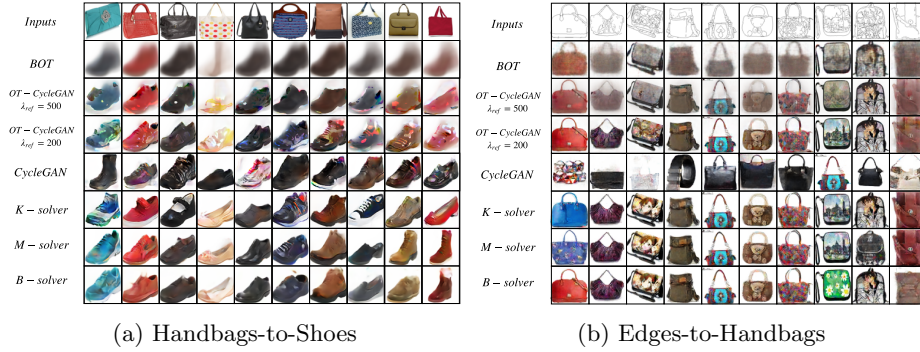 Inputs
BOT
OT − CycleGAN
λref = 500
OT − CycleGAN
λref = 200
CycleGAN
K − solver
M − solver
B − solver
(a) Handbags-to-Shoes
Inputs
BOT
OT − CycleGAN
λref = 500
OT − CycleGAN
λref = 200
CycleGAN
K − solver
M − solver
B − solver
(b) Edges-to-Handbags